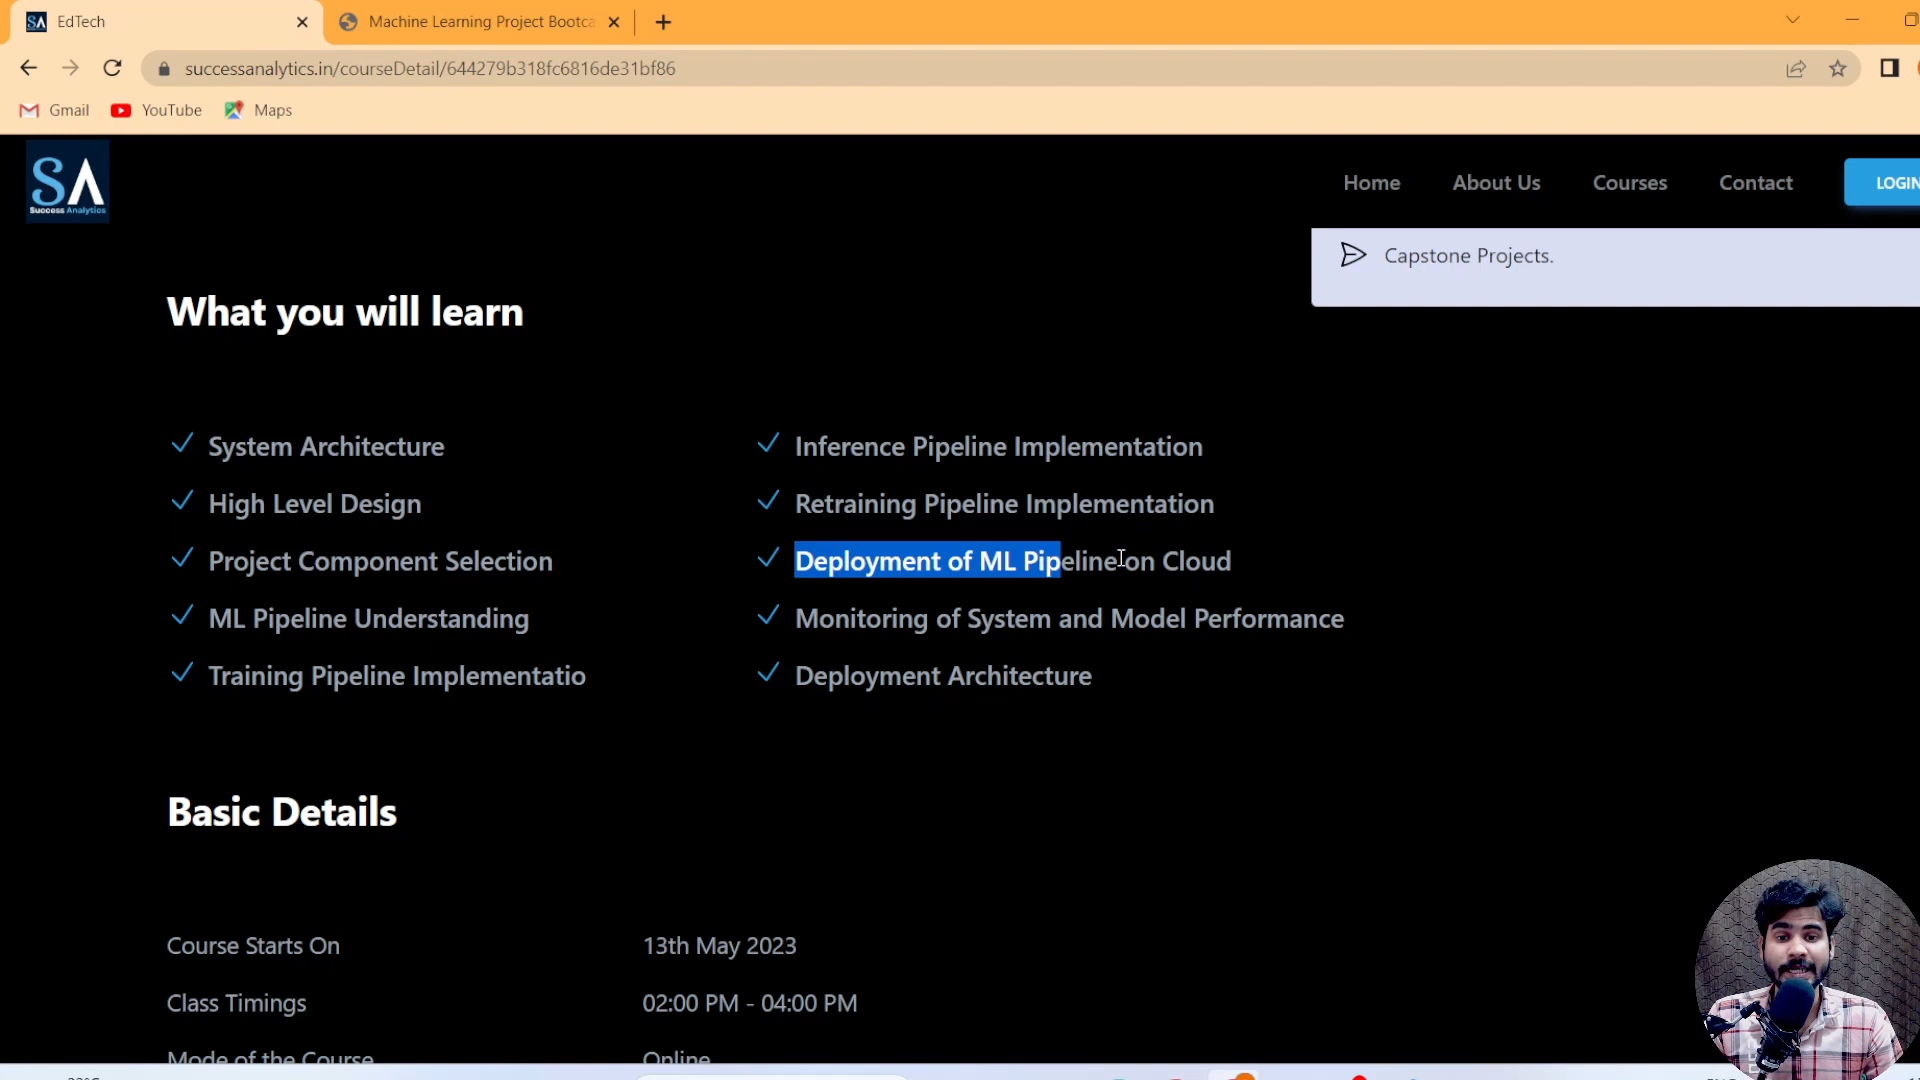 SA EdTech
Machine Learning Project Bootca
successanalytics.in/courseDetail/644279b318fc6816de31bf86
Gmail YouTube Maps
SA
Success Analytics
Home About Us Courses Contact LOGIN
Capstone Projects.
What you will learn
System Architecture
High Level Design
Project Component Selection
ML Pipeline Understanding
Training Pipeline Implementatio
Inference Pipeline Implementation
Retraining Pipeline Implementation
Deployment of ML Pipeline on Cloud
Monitoring of System and Model Performance
Deployment Architecture
Basic Details
Course Starts On 13th May 2023
Class Timings 02:00 PM - 04:00 PM
Mode of the Course Online